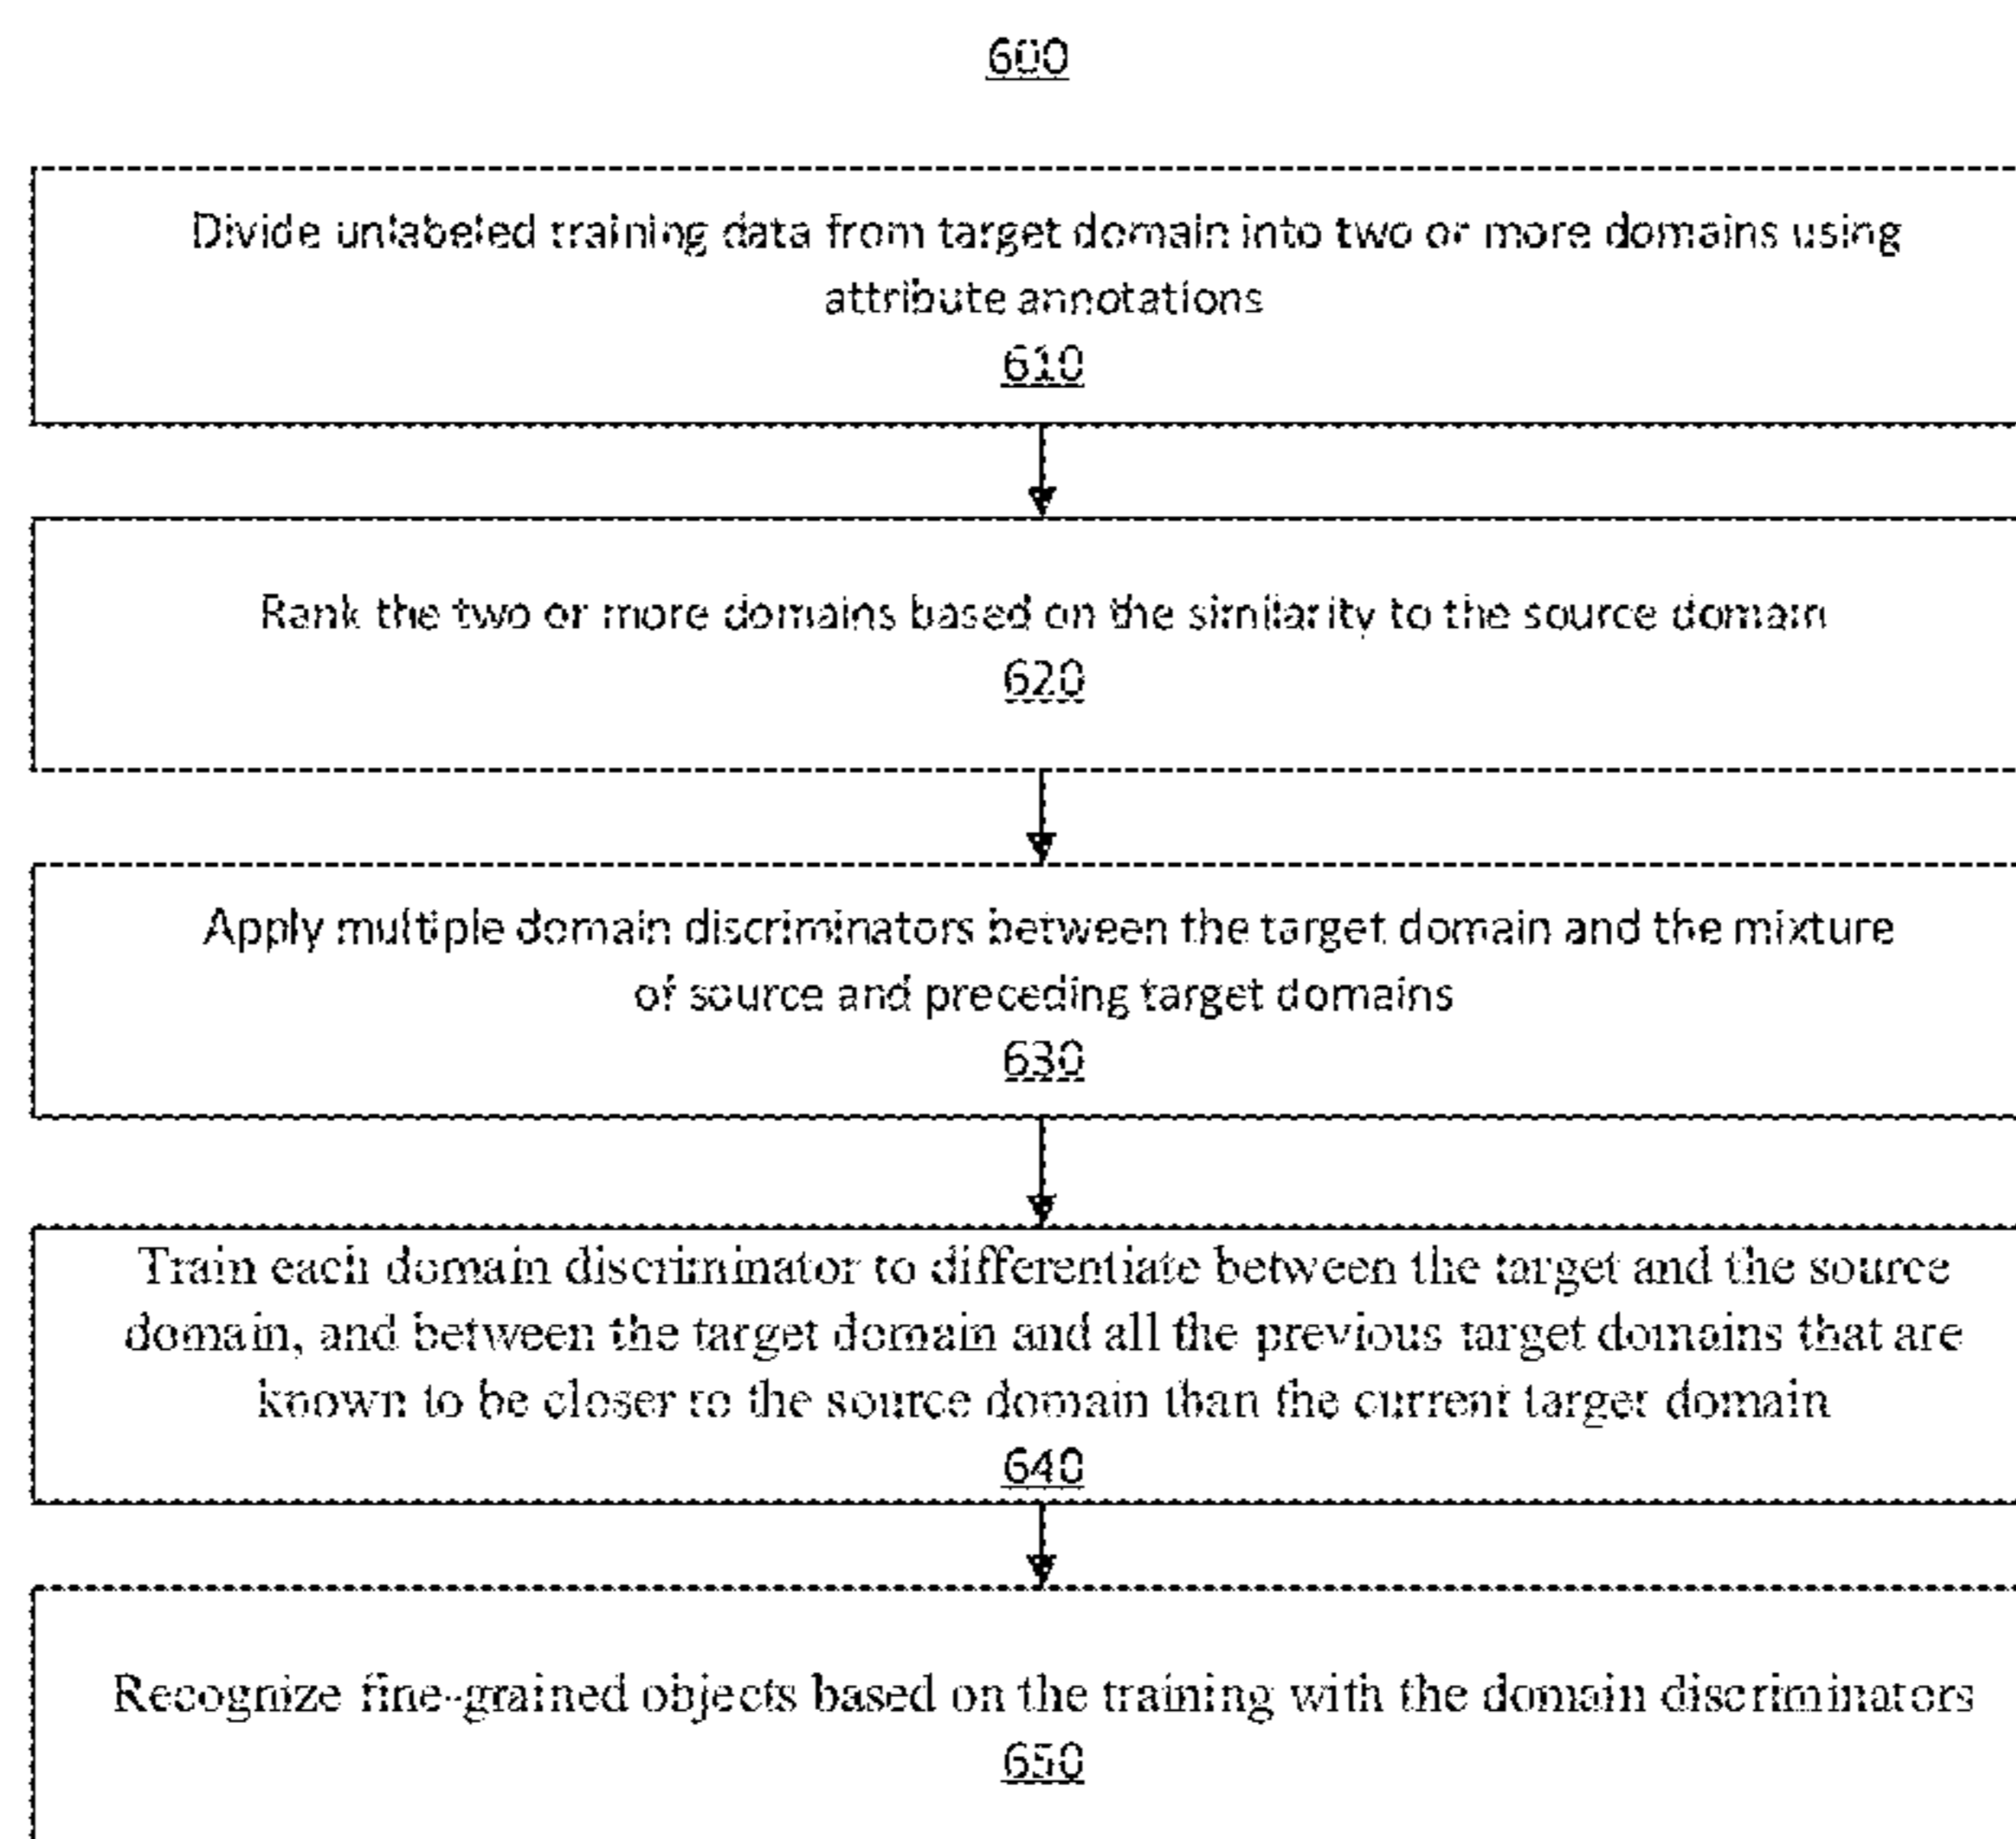 600
Divide unlabeled training data from target domain into two or more domains using
attribute annotations
610
Rank the two or more domains based on the similarity to the source domain
620
Apply multiple domain discriminators between the target domain and the mixture
of source and preceding target domains
630
Train each domain discriminator to differentiate between the target and the source
domain, and between the target domain and all the previous target domains that are
known to be closer to the source domain than the current target domain
640
Recognize fine-grained objects based on the training with the domain discriminators
650